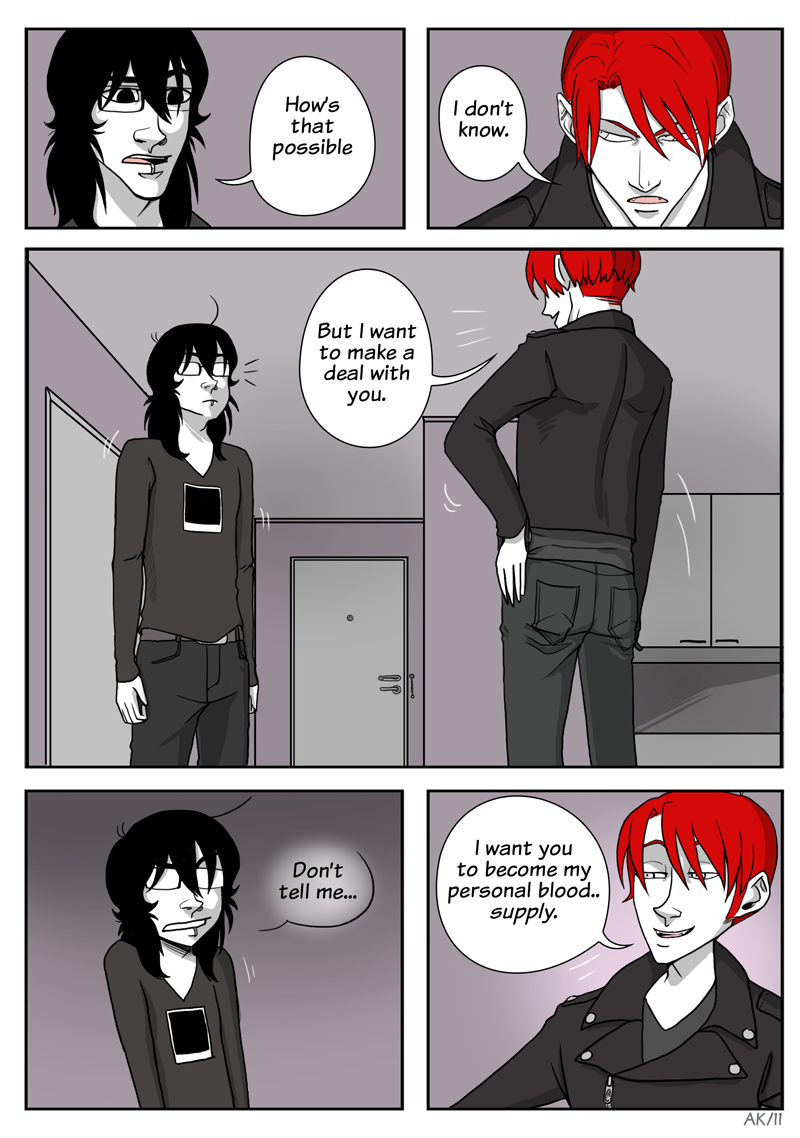 How's
that
possible
I don't
know.
But I want
to make a
deal with
you.
Don't
tell me...
I want you
to become my
personal blood..
supply.
AK/11